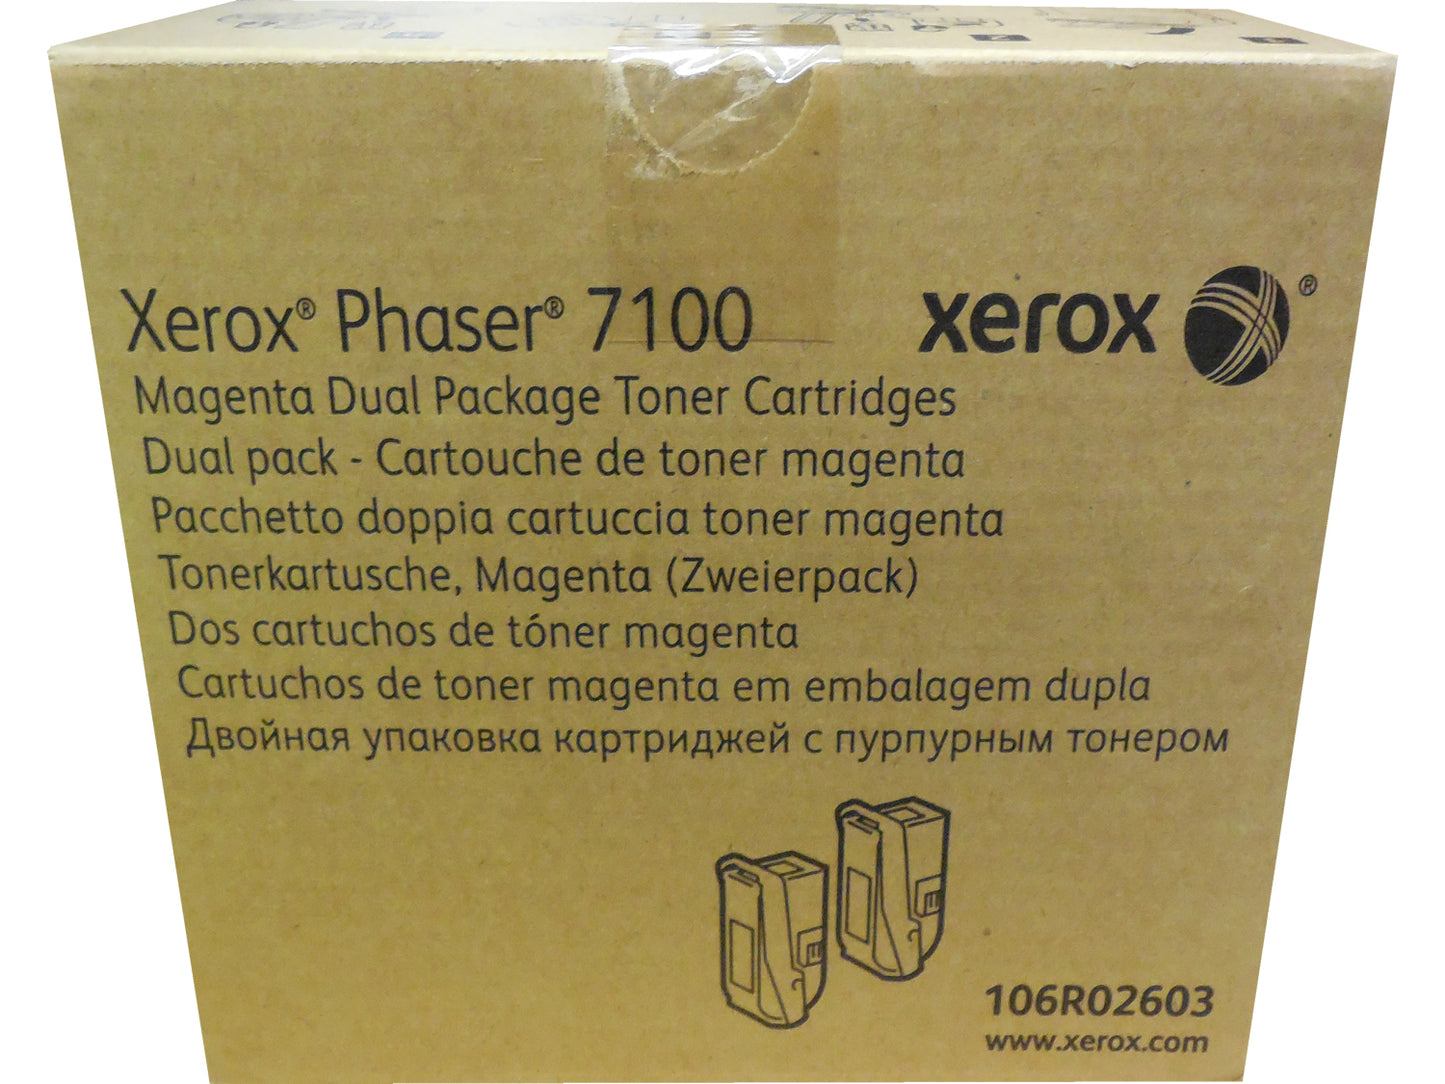 Xerox® Phaser® 7100
xerox ®
Magenta Dual Package Toner Cartridges
Dual pack - Cartouche de toner magenta
Pacchetto doppia cartuccia toner magenta
Tonerkartusche, Magenta (Zweierpack)
Dos cartuchos de tóner magenta
Cartuchos de toner magenta em embalagem dupla
Двойная упаковка картриджей с пурпурным тонером
106R02603
www.xerox.com